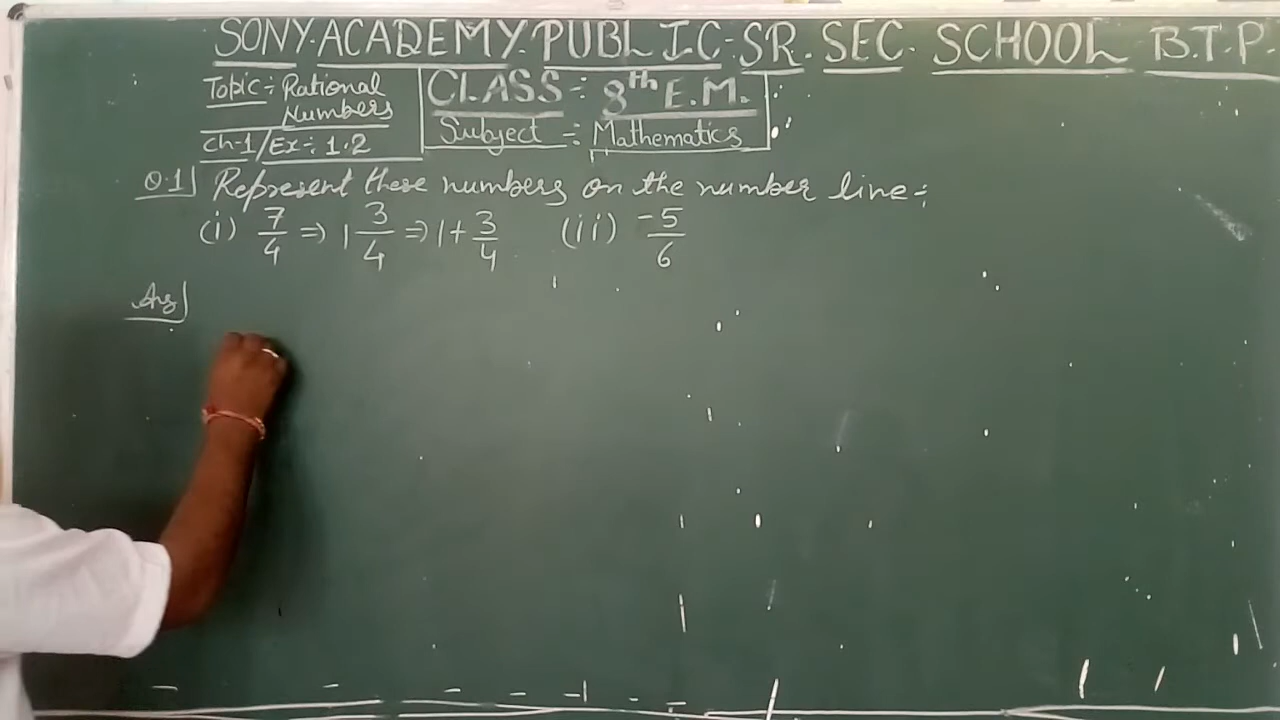 SONY ACADEMY PUBLIC SR. SEC. SCHOOL B.T.P.
Topic :- Rational Numbers
Ch-1/Ex :- 1.2
CLASS :- 8th E.M.
Subject :- Mathematics
Q.1 Represent these numbers on the number line :-
(i) 7/4 ⇒ 1 3/4 ⇒ 1 + 3/4 (ii) -5/6
Ans